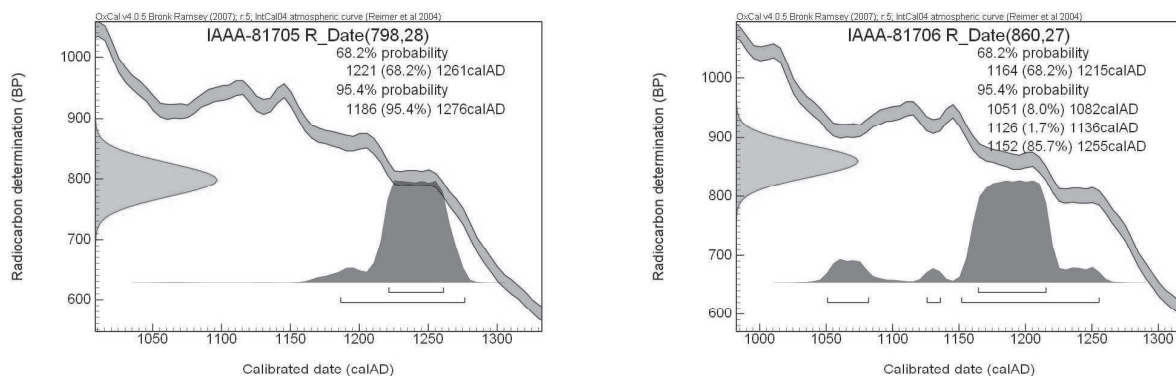 OxCal v4.0.5 Bronk Ramsey (2007); r:5; IntCal04 atmospheric curve (Reimer et al 2004)
IAAA-81705 R_Date(798,28)
68.2% probability
1221 (68.2%) 1261calAD
95.4% probability
1186 (95.4%) 1276calAD
Radiocarbon determination (BP)
1000
900
800
700
600
1050
1100
1150
1200
1250
1300
Calibrated date (calAD)
OxCal v4.0.5 Bronk Ramsey (2007); r:5; IntCal04 atmospheric curve (Reimer et al 2004)
IAAA-81706 R_Date(860,27)
68.2% probability
1164 (68.2%) 1215calAD
95.4% probability
1051 (8.0%) 1082calAD
1126 (1.7%) 1136calAD
1152 (85.7%) 1255calAD
Radiocarbon determination (BP)
1000
900
800
700
600
1000
1050
1100
1150
1200
1250
1300
Calibrated date (calAD)